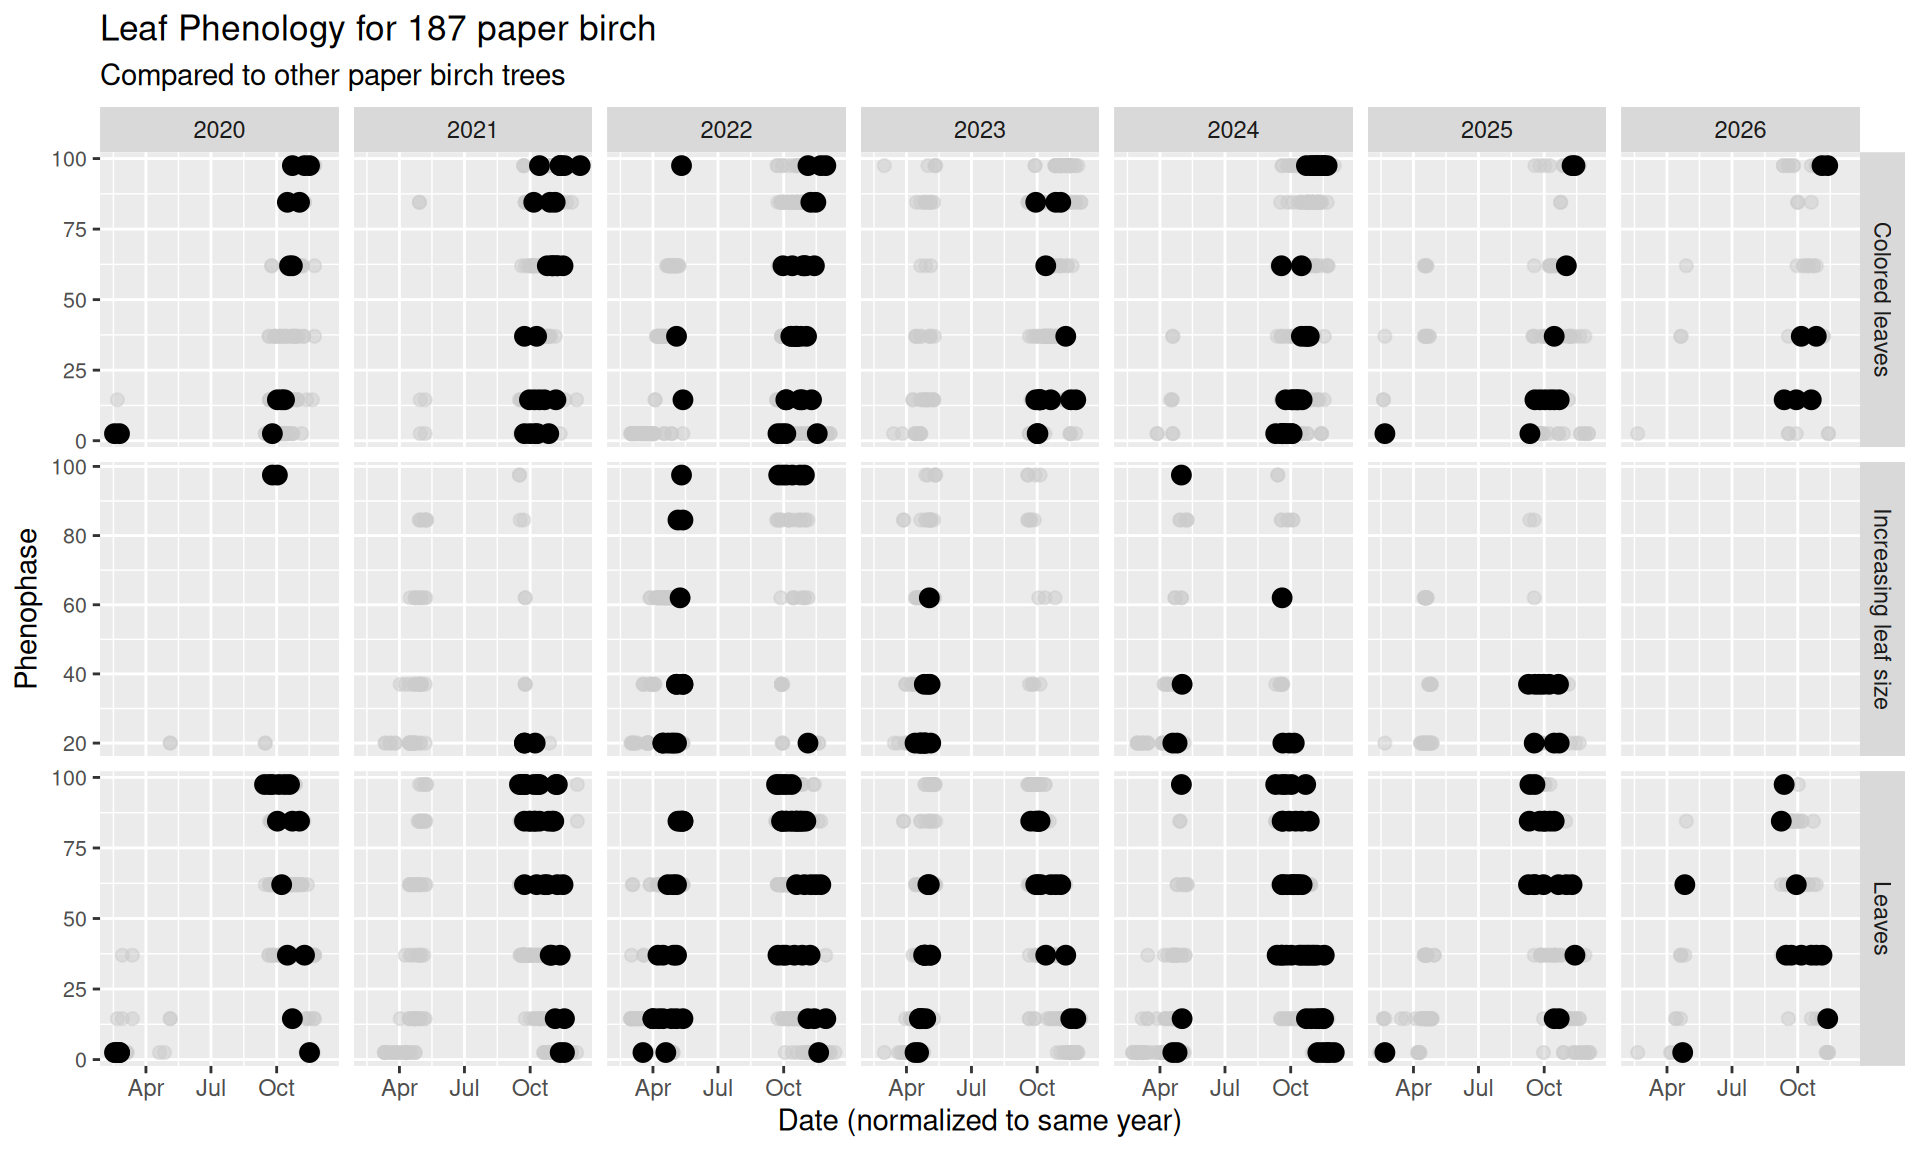 Leaf Phenology for 187 paper birch
Compared to other paper birch trees
2020 2021 2022 2023 2024 2025 2026
100
75
50
25
0
Colored leaves
100
80
60
40
20
Increasing leaf size
100
75
50
25
0
Leaves
Phenophase
Apr Jul Oct Apr Jul Oct Apr Jul Oct Apr Jul Oct Apr Jul Oct Apr Jul Oct Apr Jul Oct
Date (normalized to same year)